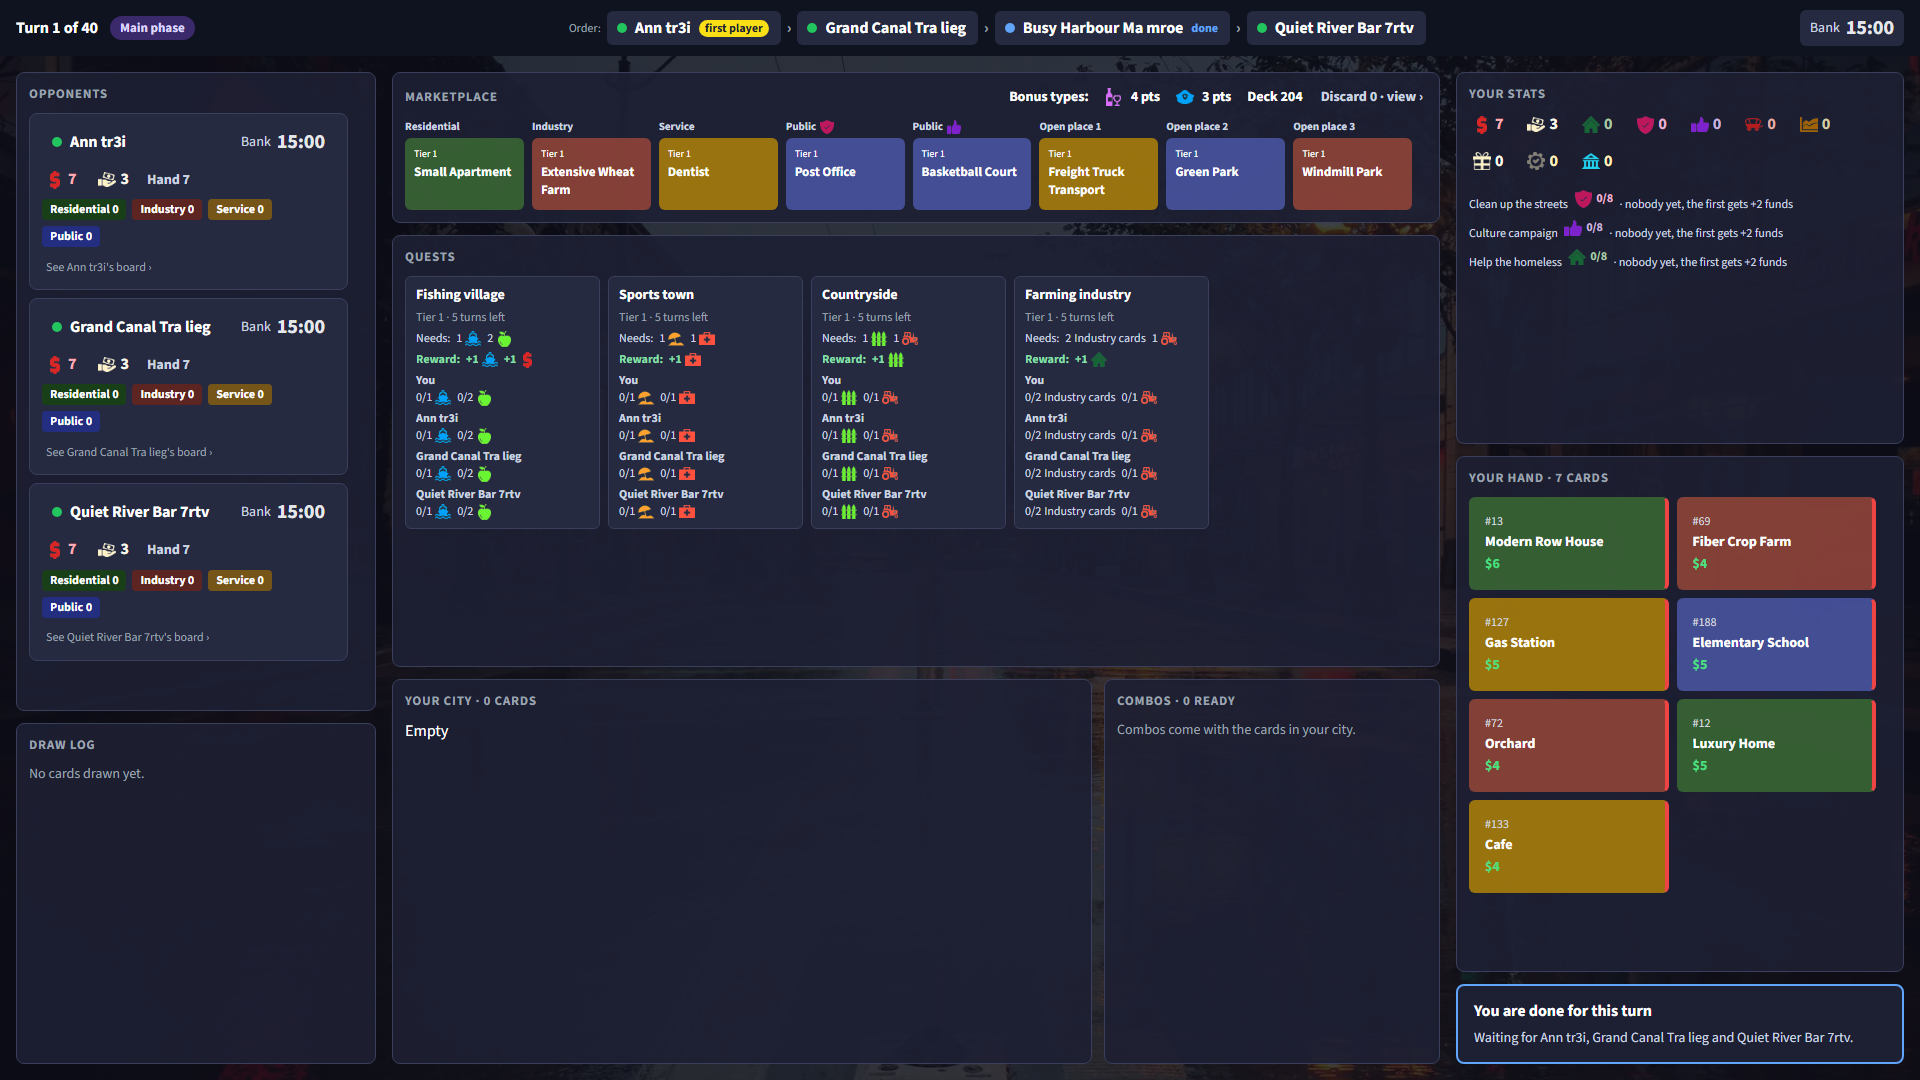 Turn 1 of 40
Main phase
Order:
Ann tr3i first player
›
Grand Canal Tra lieg
›
Busy Harbour Ma mroe done
›
Quiet River Bar 7rtv
Bank 15:00
OPPONENTS
Ann tr3i
Bank 15:00
7 3 Hand 7
Residential 0 Industry 0 Service 0
Public 0
See Ann tr3i's board ›
Grand Canal Tra lieg
Bank 15:00
7 3 Hand 7
Residential 0 Industry 0 Service 0
Public 0
See Grand Canal Tra lieg's board ›
Quiet River Bar 7rtv
Bank 15:00
7 3 Hand 7
Residential 0 Industry 0 Service 0
Public 0
See Quiet River Bar 7rtv's board ›
DRAW LOG
No cards drawn yet.
MARKETPLACE
Bonus types: 4 pts 3 pts Deck 204 Discard 0 · view ›
Residential
Tier 1
Small Apartment
Industry
Tier 1
Extensive Wheat
Farm
Service
Tier 1
Dentist
Public
Tier 1
Post Office
Public
Tier 1
Basketball Court
Open place 1
Tier 1
Freight Truck
Transport
Open place 2
Tier 1
Green Park
Open place 3
Tier 1
Windmill Park
QUESTS
Fishing village
Tier 1 · 5 turns left
Needs: 1 2
Reward: +1 +1
You
0/1 0/2
Ann tr3i
0/1 0/2
Grand Canal Tra lieg
0/1 0/2
Quiet River Bar 7rtv
0/1 0/2
Sports town
Tier 1 · 5 turns left
Needs: 1 1
Reward: +1
You
0/1 0/1
Ann tr3i
0/1 0/1
Grand Canal Tra lieg
0/1 0/1
Quiet River Bar 7rtv
0/1 0/1
Countryside
Tier 1 · 5 turns left
Needs: 1 1
Reward: +1
You
0/1 0/1
Ann tr3i
0/1 0/1
Grand Canal Tra lieg
0/1 0/1
Quiet River Bar 7rtv
0/1 0/1
Farming industry
Tier 1 · 5 turns left
Needs: 2 Industry cards 1
Reward: +1
You
0/2 Industry cards 0/1
Ann tr3i
0/2 Industry cards 0/1
Grand Canal Tra lieg
0/2 Industry cards 0/1
Quiet River Bar 7rtv
0/2 Industry cards 0/1
YOUR CITY · 0 CARDS
Empty
COMBOS · 0 READY
Combos come with the cards in your city.
YOUR STATS
7 3 0 0 0 0 0
0 0 0
Clean up the streets 0/8 · nobody yet, the first gets +2 funds
Culture campaign 0/8 · nobody yet, the first gets +2 funds
Help the homeless 0/8 · nobody yet, the first gets +2 funds
YOUR HAND · 7 CARDS
#13
Modern Row House
$6
#69
Fiber Crop Farm
$4
#127
Gas Station
$5
#188
Elementary School
$5
#72
Orchard
$4
#12
Luxury Home
$5
#133
Cafe
$4
You are done for this turn
Waiting for Ann tr3i, Grand Canal Tra lieg and Quiet River Bar 7rtv.